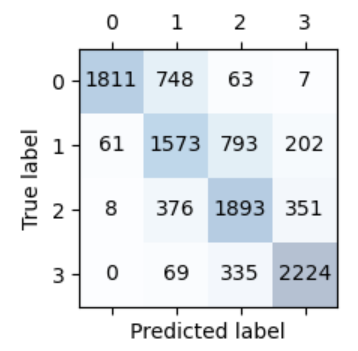 0 1 2 3
0 1811 748 63 7
1 61 1573 793 202
2 8 376 1893 351
3 0 69 335 2224
True label
Predicted label